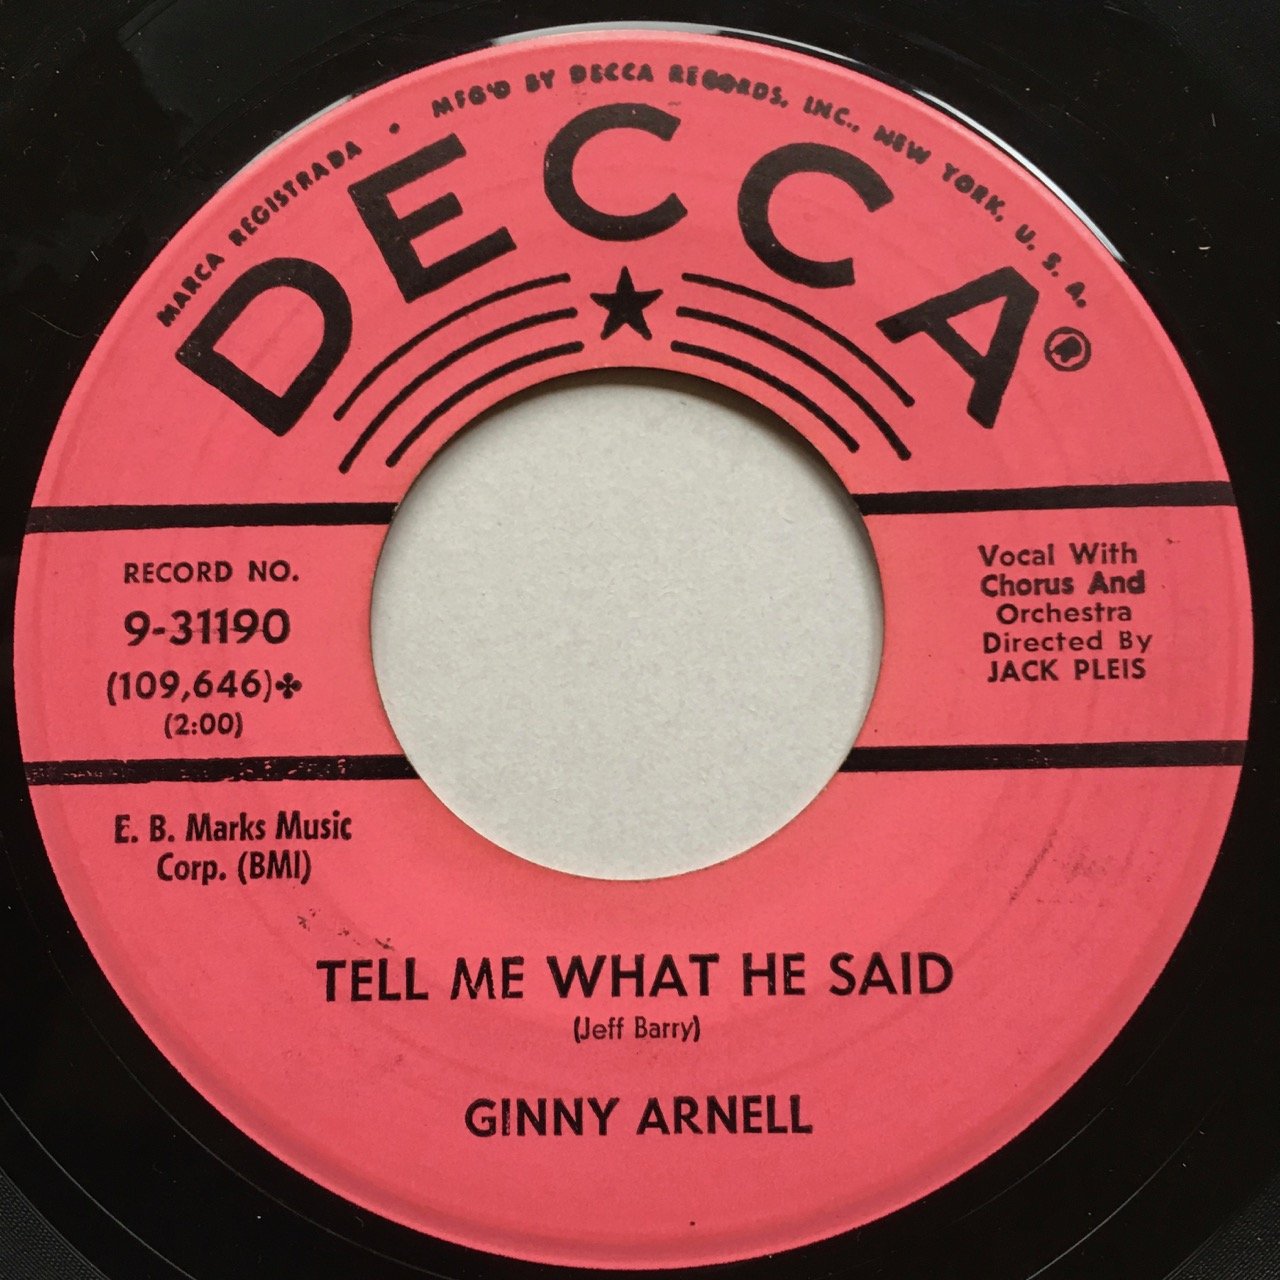 MARCA REGISTRADA • MFG'D BY DECCA RECORDS, INC., NEW YORK, U. S. A.
DECCA
RECORD NO.
9-31190
(109,646)✤
(2:00)
Vocal With
Chorus And
Orchestra
Directed By
JACK PLEIS
E. B. Marks Music
Corp. (BMI)
TELL ME WHAT HE SAID
(Jeff Barry)
GINNY ARNELL